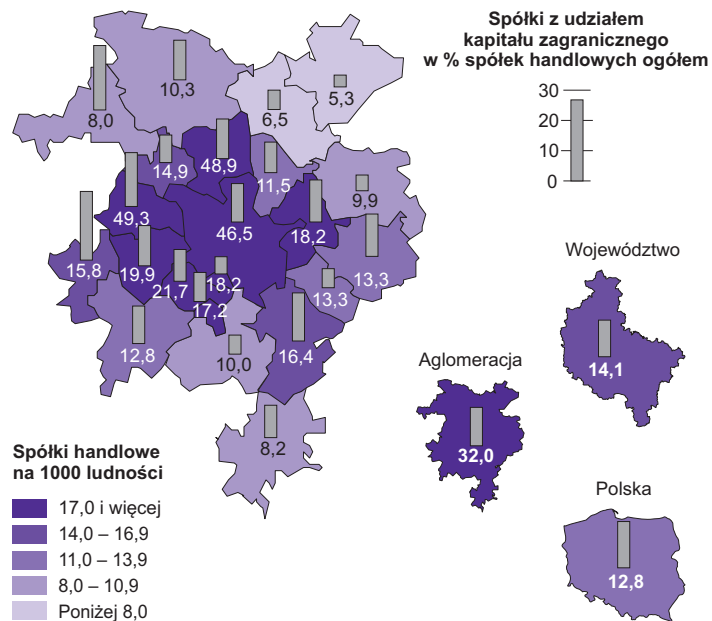 Spółki z udziałem
kapitału zagranicznego
w % spółek handlowych ogółem
30
20
10
0
8,0
10,3
6,5
5,3
14,9
48,9
11,5
9,9
49,3
46,5
18,2
15,8
19,9
21,7
18,2
17,2
13,3
13,3
12,8
10,0
16,4
8,2
Województwo
14,1
Aglomeracja
32,0
Polska
12,8
Spółki handlowe
na 1000 ludności
17,0 i więcej
14,0 – 16,9
11,0 – 13,9
8,0 – 10,9
Poniżej 8,0